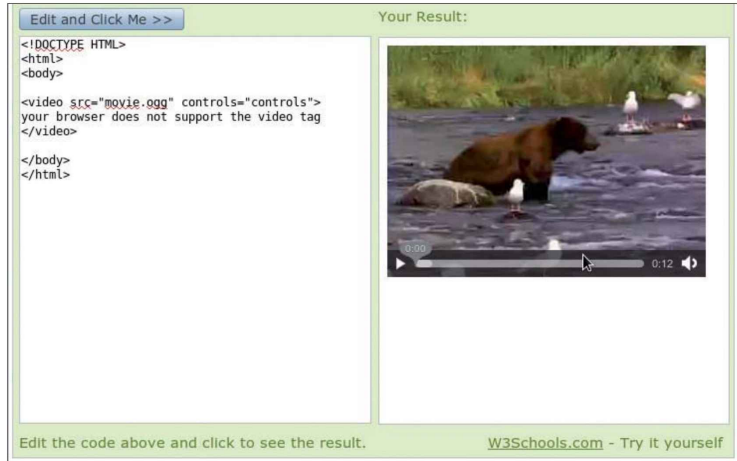 Edit and Click Me >>
Your Result:
<!DOCTYPE HTML>
<html>
<body>
<video src="movie.ogg" controls="controls">
your browser does not support the video tag
</video>
</body>
</html>
0:00
0:12
Edit the code above and click to see the result.
W3Schools.com - Try it yourself